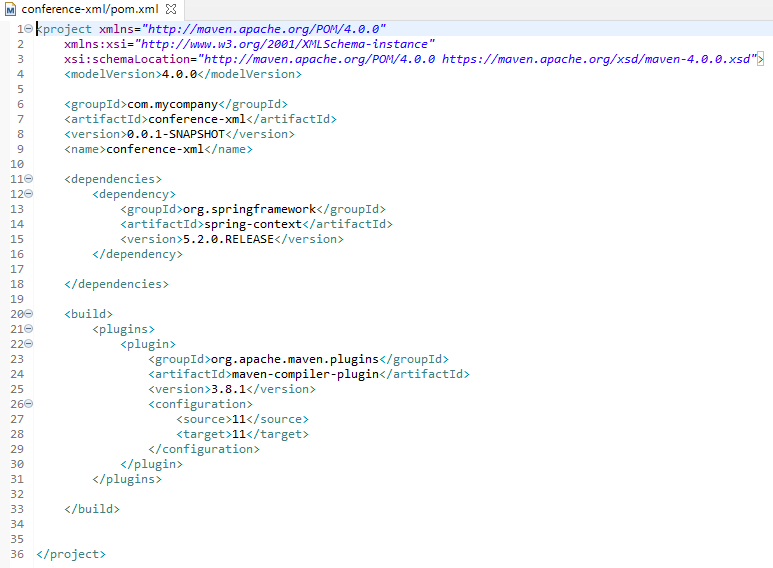 conference-xml/pom.xml
1 <project xmlns="http://maven.apache.org/POM/4.0.0"
2     xmlns:xsi="http://www.w3.org/2001/XMLSchema-instance"
3     xsi:schemaLocation="http://maven.apache.org/POM/4.0.0 https://maven.apache.org/xsd/maven-4.0.0.xsd">
4     <modelVersion>4.0.0</modelVersion>
5
6     <groupId>com.mycompany</groupId>
7     <artifactId>conference-xml</artifactId>
8     <version>0.0.1-SNAPSHOT</version>
9     <name>conference-xml</name>
10
11     <dependencies>
12         <dependency>
13             <groupId>org.springframework</groupId>
14             <artifactId>spring-context</artifactId>
15             <version>5.2.0.RELEASE</version>
16         </dependency>
17
18     </dependencies>
19
20     <build>
21         <plugins>
22             <plugin>
23                 <groupId>org.apache.maven.plugins</groupId>
24                 <artifactId>maven-compiler-plugin</artifactId>
25                 <version>3.8.1</version>
26                 <configuration>
27                     <source>11</source>
28                     <target>11</target>
29                 </configuration>
30             </plugin>
31         </plugins>
32
33     </build>
34
35
36 </project>